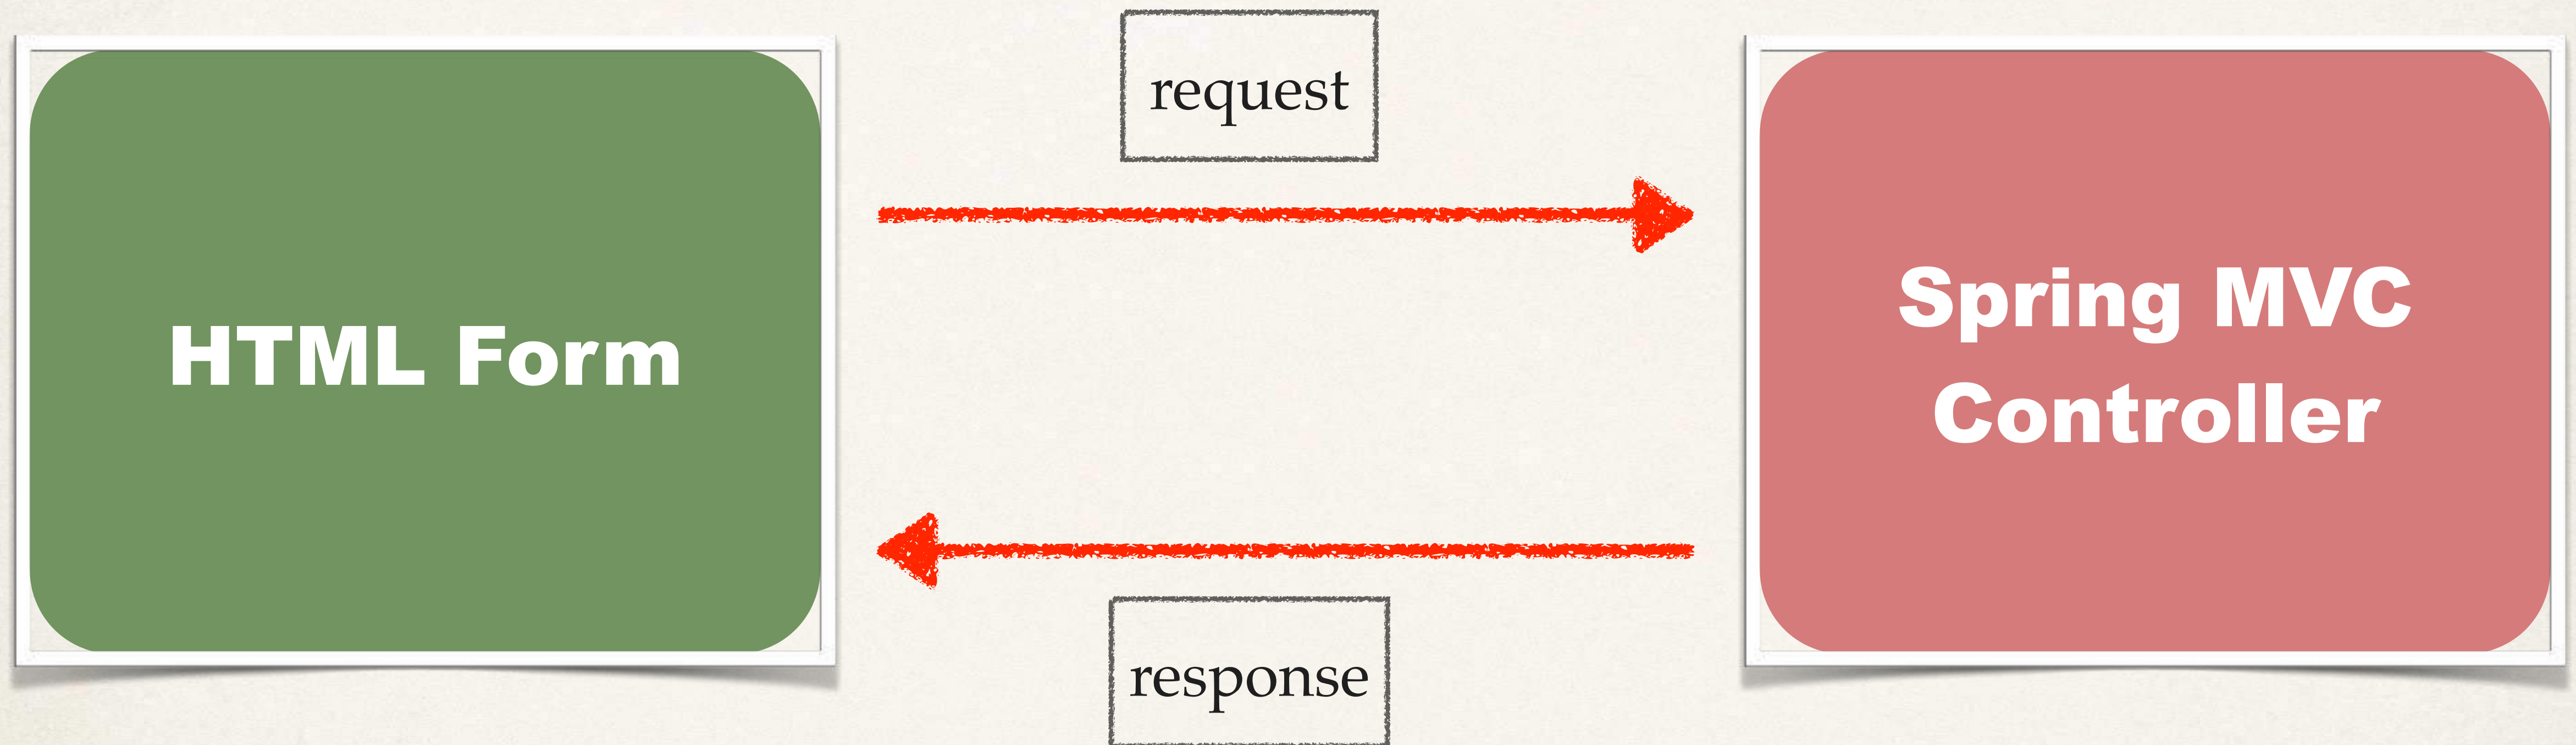 request
HTML Form
Spring MVC
Controller
response